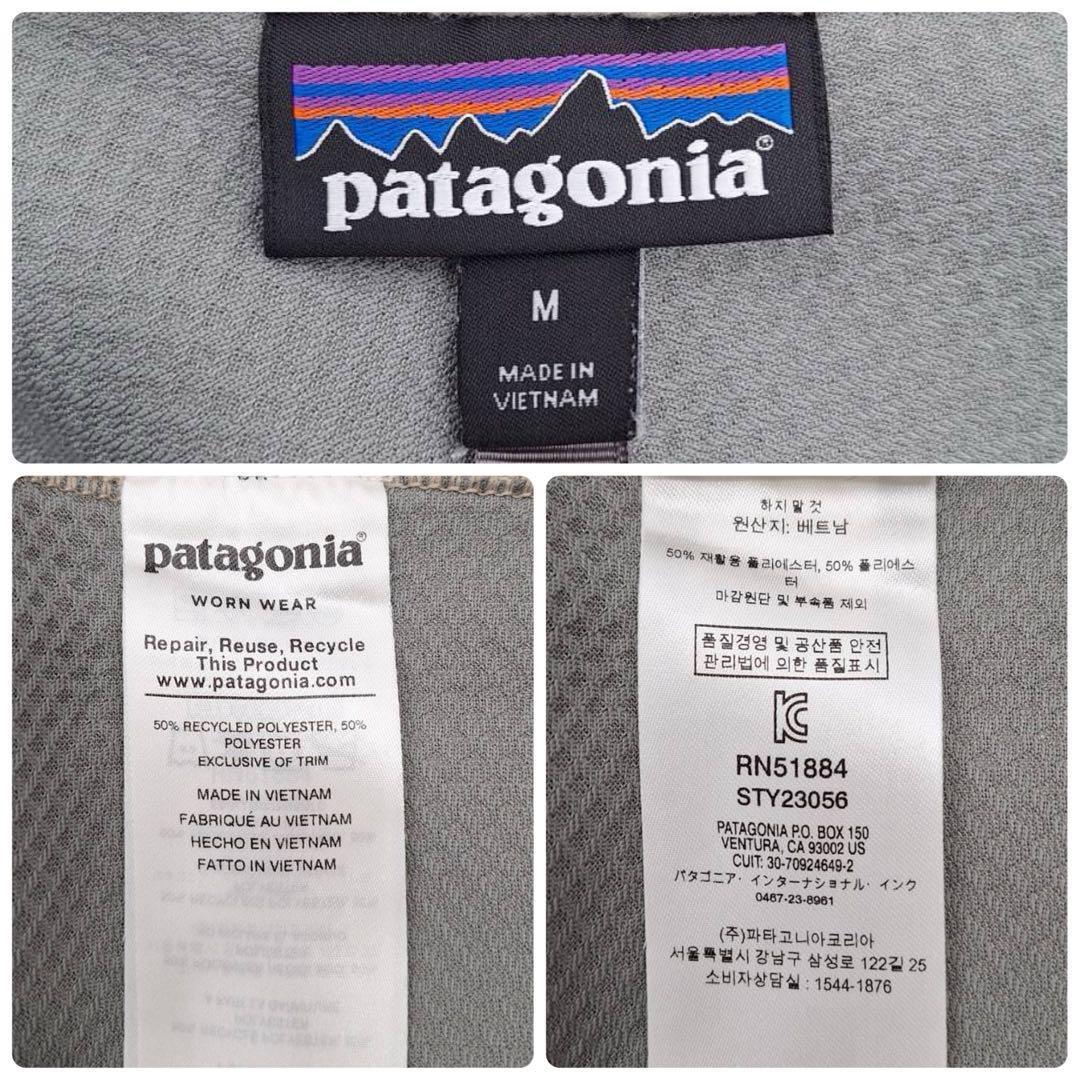 patagonia®
M
MADE IN
VIETNAM
patagonia®
WORN WEAR
Repair, Reuse, Recycle
This Product
www.patagonia.com
50% RECYCLED POLYESTER, 50%
POLYESTER
EXCLUSIVE OF TRIM
MADE IN VIETNAM
FABRIQUÉ AU VIETNAM
HECHO EN VIETNAM
FATTO IN VIETNAM
하지 말 것
원산지: 베트남
50% 재활용 폴리에스터, 50% 폴리에스
터
마감원단 및 부속품 제외
품질경영 및 공산품 안전
관리법에 의한 품질표시
RN51884
STY23056
PATAGONIA P.O. BOX 150
VENTURA, CA 93002 US
CUIT: 30-70924649-2
パタゴニア・インターナショナル・インク
0467-23-8961
(주)파타고니아코리아
서울특별시 강남구 삼성로 122길 25
소비자상담실 : 1544-1876